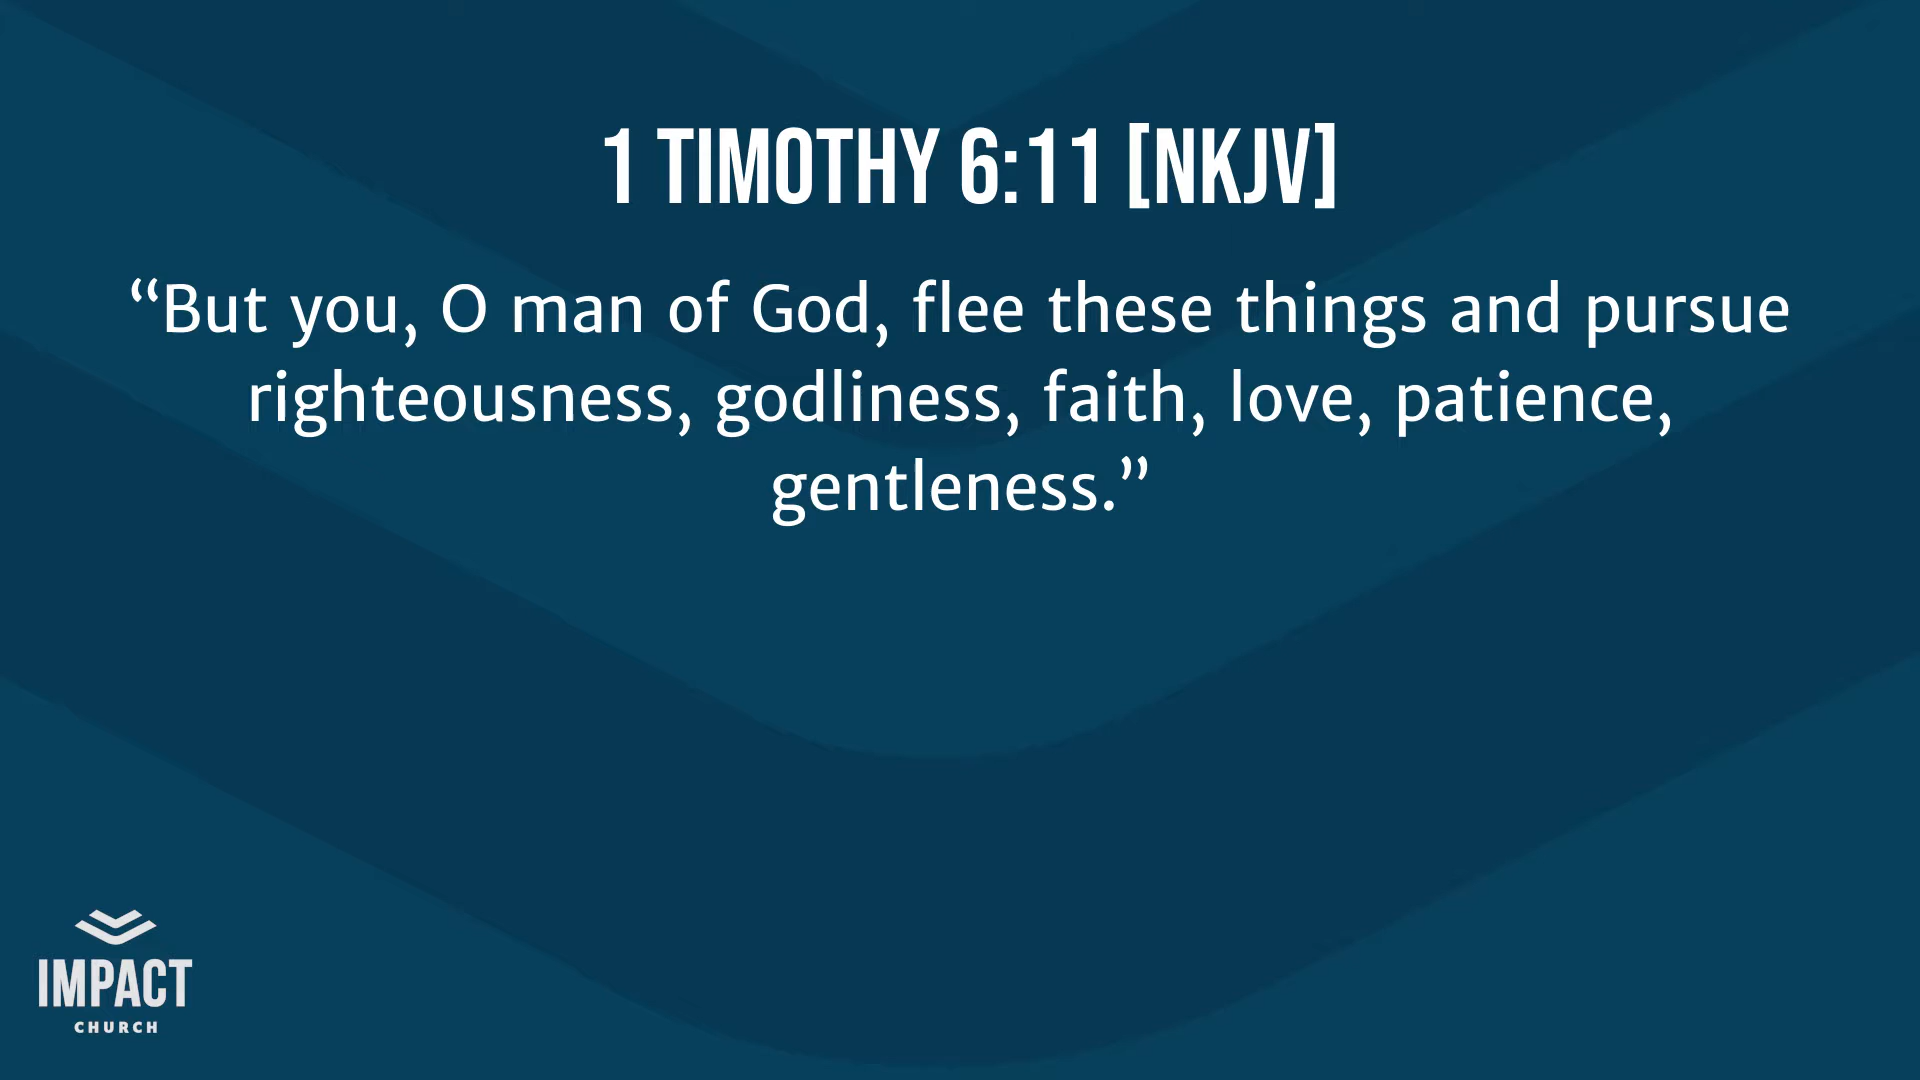 1 TIMOTHY 6:11 [NKJV]
“But you, O man of God, flee these things and pursue
righteousness, godliness, faith, love, patience,
gentleness.”
IMPACT
CHURCH